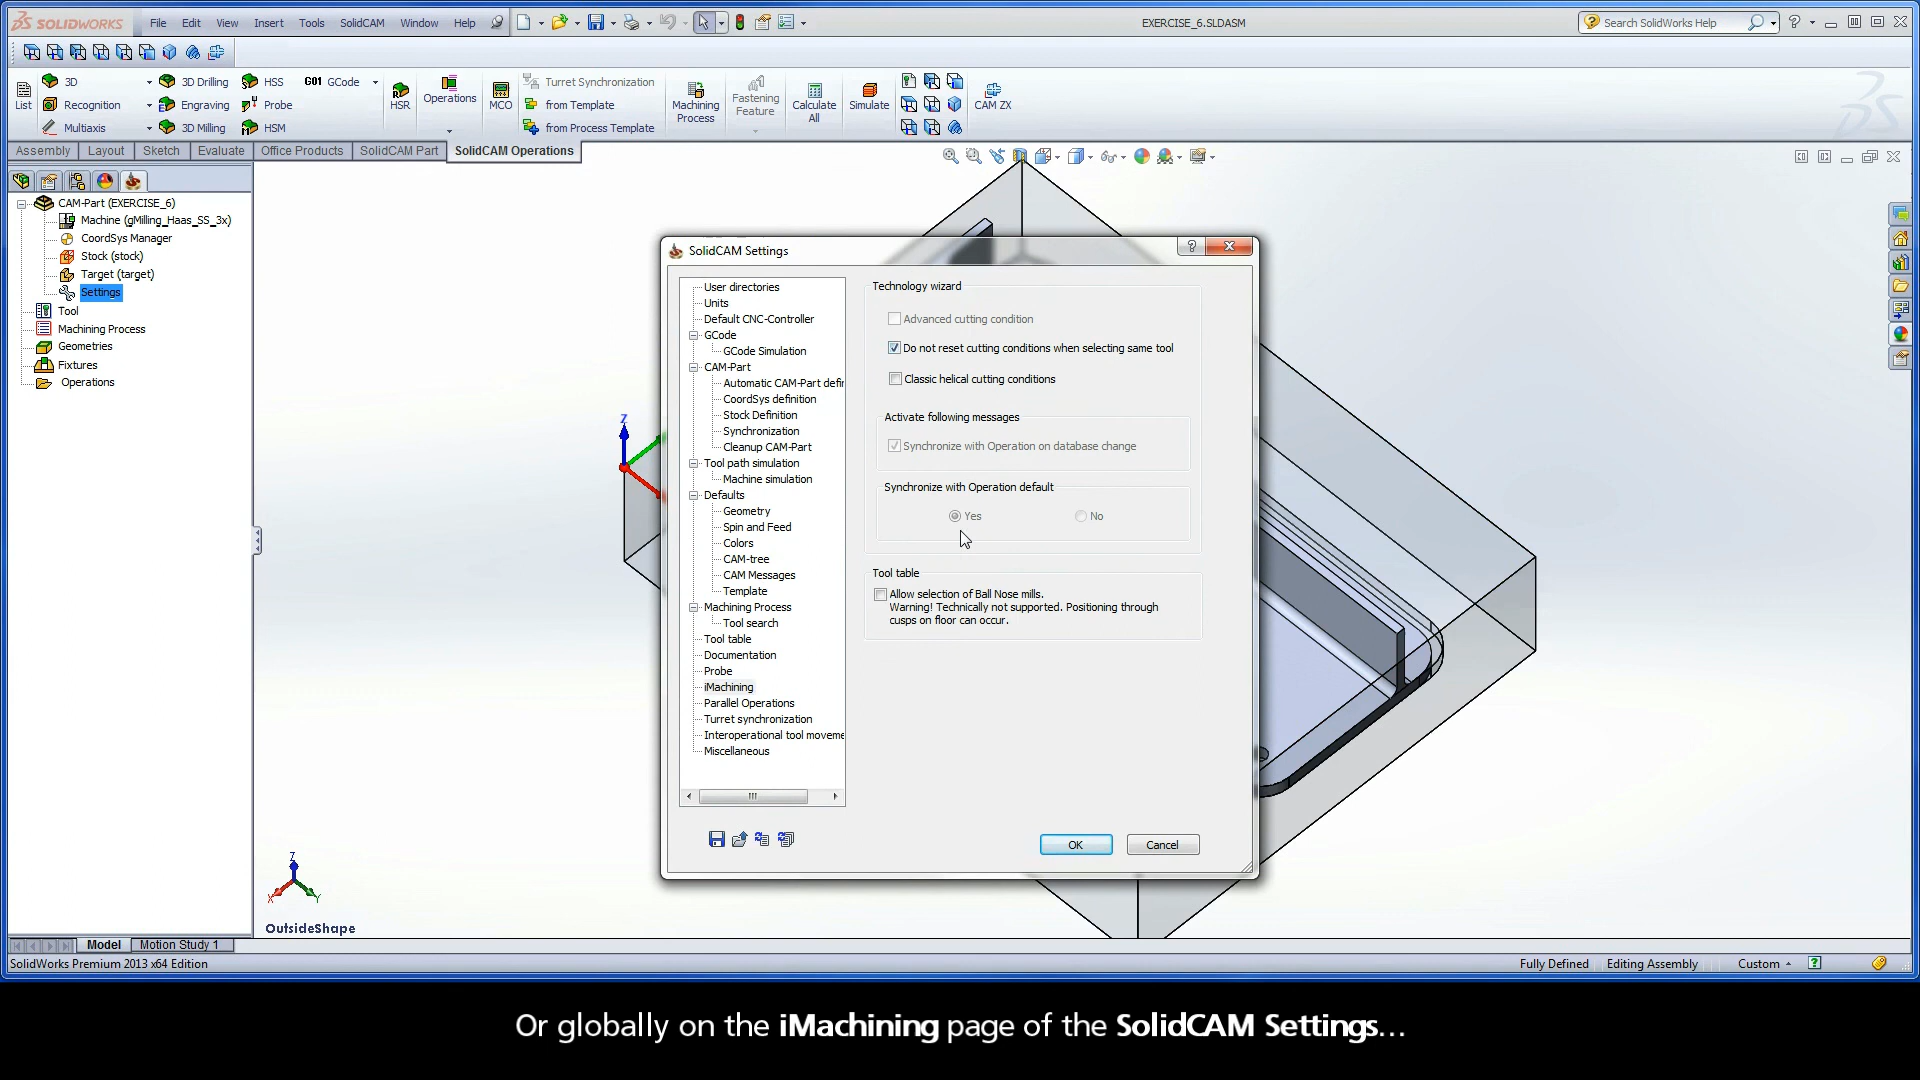 SOLIDWORKS File Edit View Insert Tools SolidCAM Window Help EXERCISE_6.SLDASM Search SolidWorks Help
3D 3D Drilling HSS G01 GCode Turret Synchronization
List Recognition Engraving Probe HSR Operations MCO from Template Machining Process Fastening Feature Calculate All Simulate CAM ZX
Multiaxis 3D Milling HSM from Process Template
Assembly Layout Sketch Evaluate Office Products SolidCAM Part SolidCAM Operations
CAM-Part (EXERCISE_6)
Machine (gMilling_Haas_SS_3x)
CoordSys Manager
Stock (stock)
Target (target)
Settings
Tool
Machining Process
Geometries
Fixtures
Operations
SolidCAM Settings
User directories
Units
Default CNC-Controller
GCode
GCode Simulation
CAM-Part
Automatic CAM-Part defir
CoordSys definition
Stock Definition
Synchronization
Cleanup CAM-Part
Tool path simulation
Machine simulation
Defaults
Geometry
Spin and Feed
Colors
CAM-tree
CAM Messages
Template
Machining Process
Tool search
Tool table
Documentation
Probe
iMachining
Parallel Operations
Turret synchronization
Interoperational tool moveme
Miscellaneous
Technology wizard
Advanced cutting condition
Do not reset cutting conditions when selecting same tool
Classic helical cutting conditions
Activate following messages
Synchronize with Operation on database change
Synchronize with Operation default
Yes No
Tool table
Allow selection of Ball Nose mills.
Warning! Technically not supported. Positioning through
cusps on floor can occur.
OK Cancel
Z
Z
X Y
OutsideShape
Model Motion Study 1
SolidWorks Premium 2013 x64 Edition Fully Defined Editing Assembly Custom
Or globally on the iMachining page of the SolidCAM Settings...